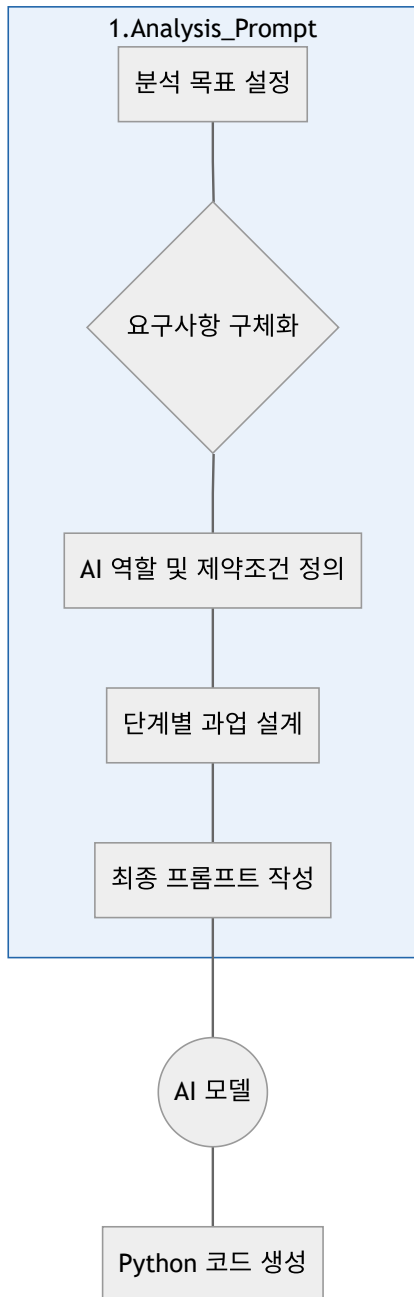 1.Analysis_Prompt
분석 목표 설정
요구사항 구체화
AI 역할 및 제약조건 정의
단계별 과업 설계
최종 프롬프트 작성
AI 모델
Python 코드 생성